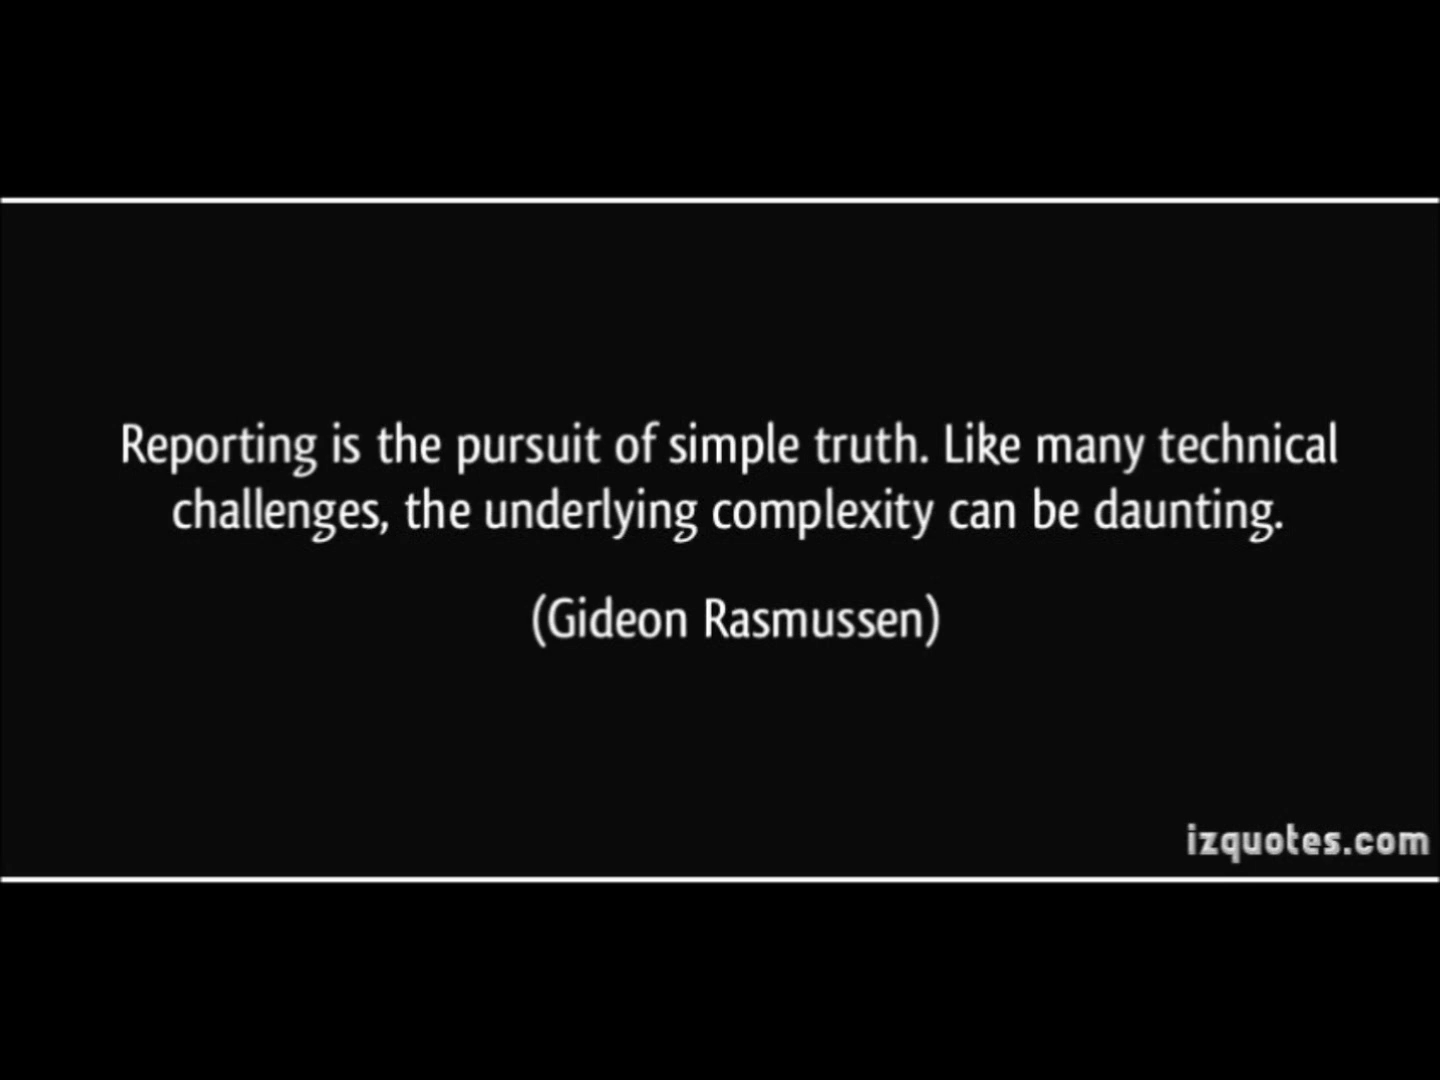 Reporting is the pursuit of simple truth. Like many technical
challenges, the underlying complexity can be daunting.
(Gideon Rasmussen)
izquotes.com